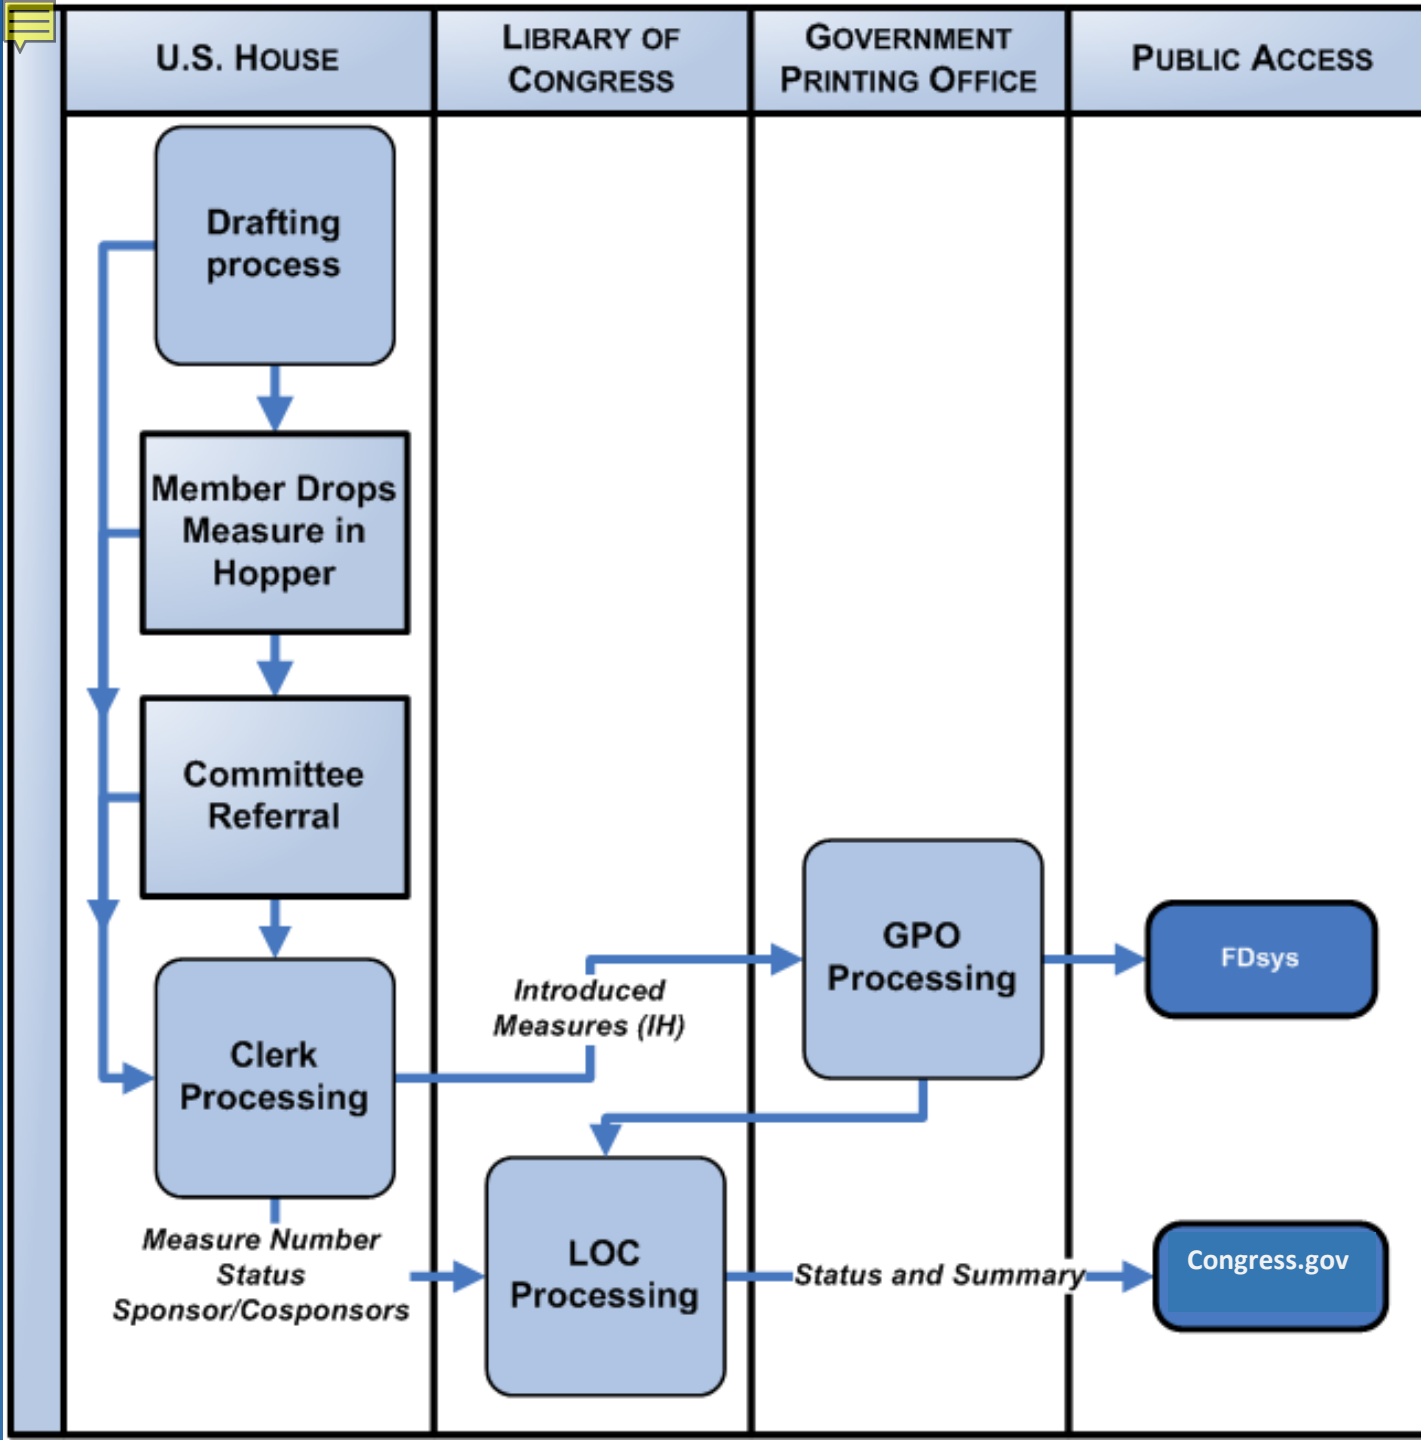 U.S. HOUSE
LIBRARY OF
CONGRESS
GOVERNMENT
PRINTING OFFICE
PUBLIC ACCESS
Drafting
process
Member Drops
Measure in
Hopper
Committee
Referral
Clerk
Processing
Introduced
Measures (IH)
GPO
Processing
FDsys
Measure Number
Status
Sponsor/Cosponsors
LOC
Processing
Status and Summary
Congress.gov